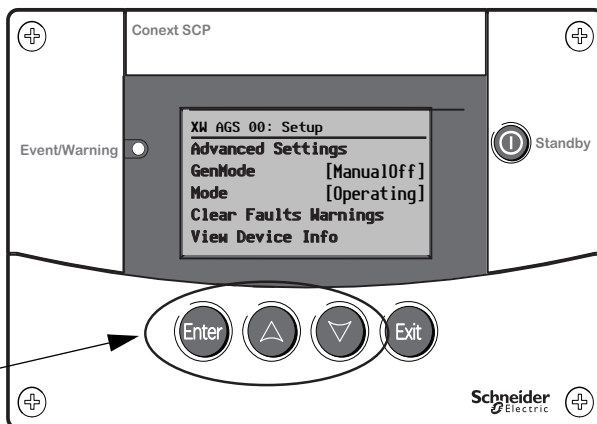 Conext SCP
Event/Warning
Standby
XW AGS 00: Setup
Advanced Settings
GenMode [ManualOff]
Mode [Operating]
Clear Faults Warnings
View Device Info
Enter
Exit
Schneider
Electric